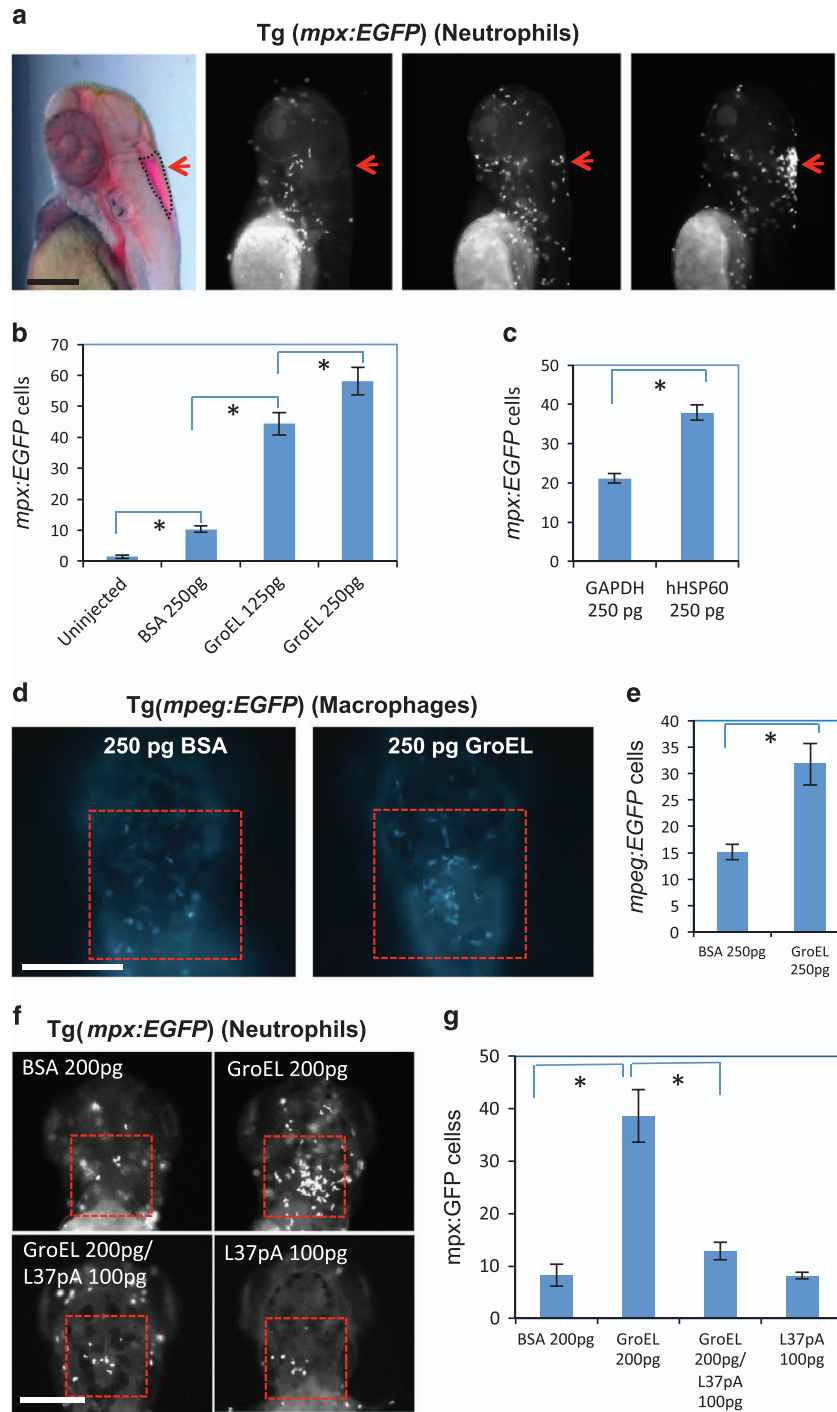 a
Tg (mpx:EGFP) (Neutrophils)
b
mpx:EGFP cells
70
60
50
40
30
20
10
0
*
*
*
Uninjected
BSA 250pg
GroEL 125pg
GroEL 250pg
c
mpx:EGFP cells
50
40
30
20
10
0
*
GAPDH
250 pg
hHSP60
250 pg
d
Tg(mpeg:EGFP) (Macrophages)
250 pg BSA
250 pg GroEL
e
mpeg:EGFP cells
40
35
30
25
20
15
10
5
0
*
BSA 250pg
GroEL
250pg
f
Tg(mpx:EGFP) (Neutrophils)
BSA 200pg
GroEL 200pg
GroEL 200pg/
L37pA 100pg
L37pA 100pg
g
mpx:GFP cellss
50
40
30
20
10
0
*
*
BSA 200pg
GroEL
200pg
GroEL
200pg/
L37pA
100pg
L37pA
100pg